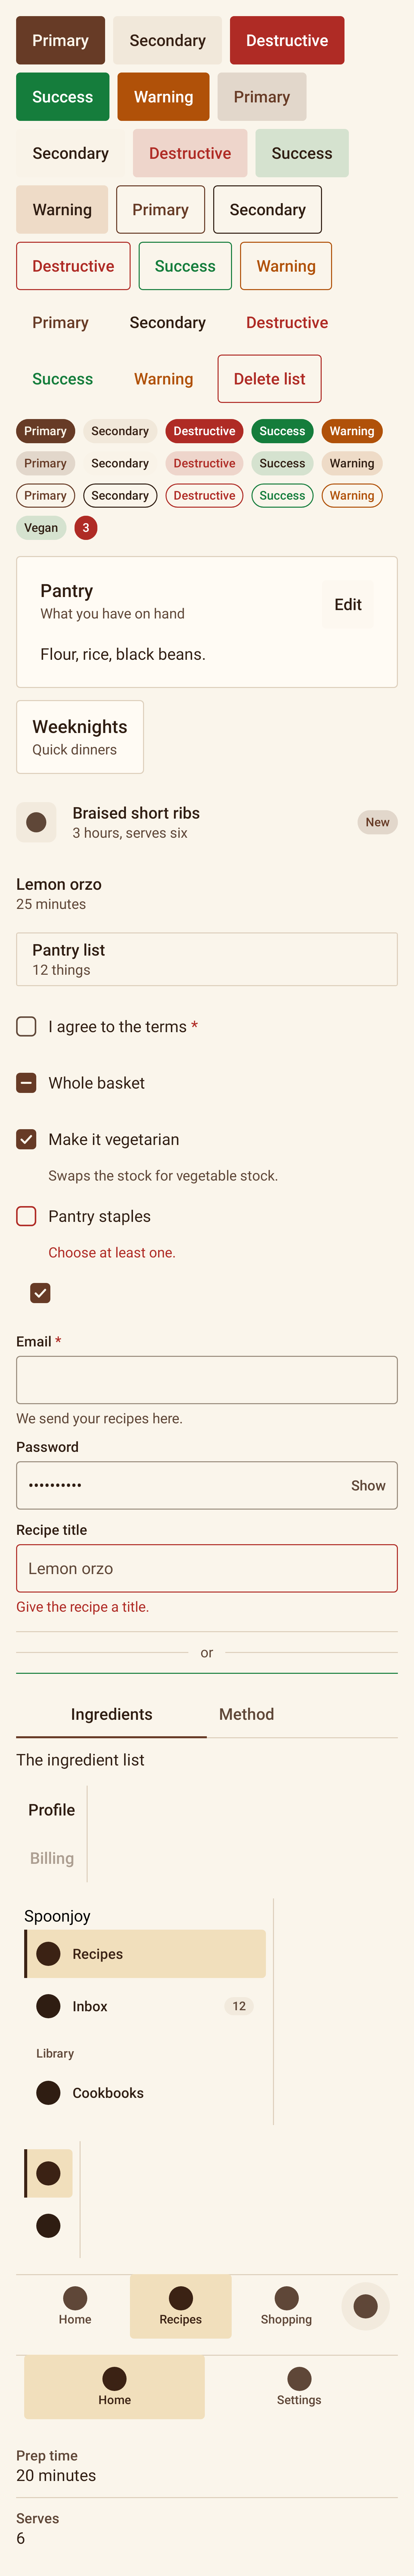 Primary Secondary Destructive
Success Warning Primary
Secondary Destructive Success
Warning Primary Secondary
Destructive Success Warning
Primary Secondary Destructive
Success Warning Delete list
Primary Secondary Destructive Success Warning
Primary Secondary Destructive Success Warning
Primary Secondary Destructive Success Warning
Vegan 3
Pantry
What you have on hand
Edit
Flour, rice, black beans.
Weeknights
Quick dinners
Braised short ribs
3 hours, serves six
New
Lemon orzo
25 minutes
Pantry list
12 things
I agree to the terms *
Whole basket
Make it vegetarian
Swaps the stock for vegetable stock.
Pantry staples
Choose at least one.
Email *
We send your recipes here.
Password
•••••••••• Show
Recipe title
Lemon orzo
Give the recipe a title.
or
Ingredients Method
The ingredient list
Profile
Billing
Spoonjoy
Recipes
Inbox 12
Library
Cookbooks
Home Recipes Shopping
Home Settings
Prep time
20 minutes
Serves
6